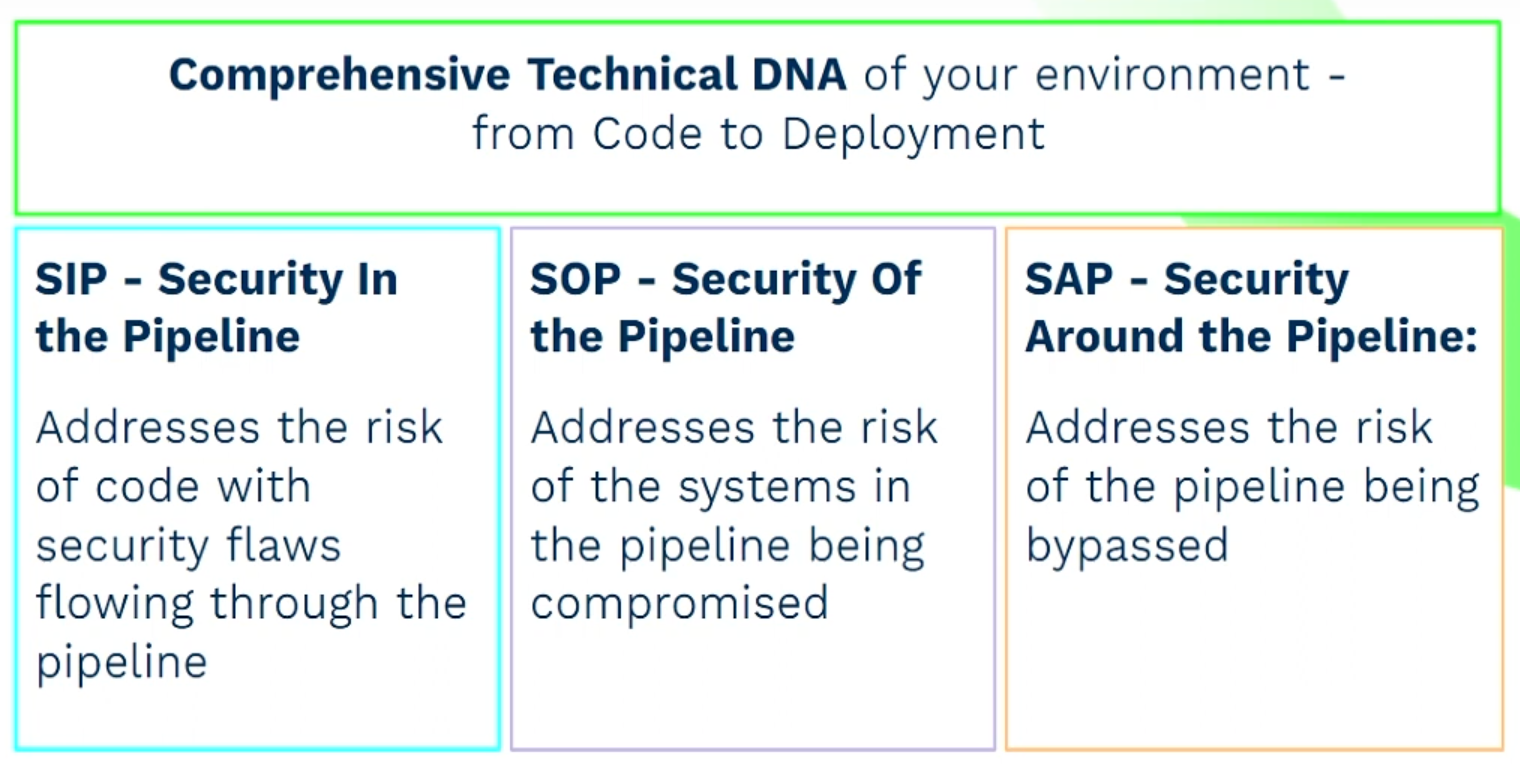 Comprehensive Technical DNA of your environment -
from Code to Deployment
SIP - Security In
the Pipeline
Addresses the risk
of code with
security flaws
flowing through the
pipeline
SOP - Security Of
the Pipeline
Addresses the risk
of the systems in
the pipeline being
compromised
SAP - Security
Around the Pipeline:
Addresses the risk
of the pipeline being
bypassed